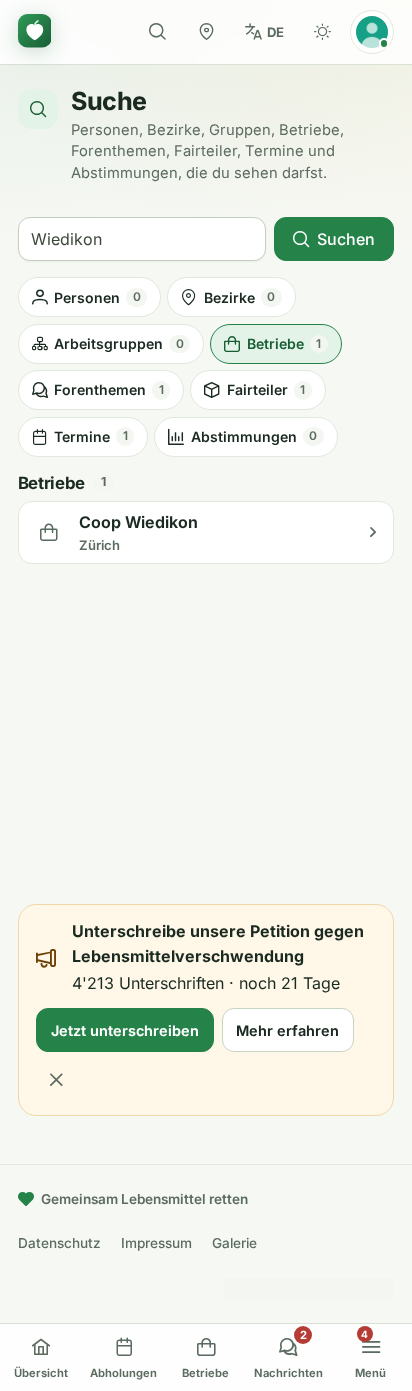 DE
Suche
Personen, Bezirke, Gruppen, Betriebe,
Forenthemen, Fairteiler, Termine und
Abstimmungen, die du sehen darfst.
Wiedikon
Suchen
Personen 0
Bezirke 0
Arbeitsgruppen 0
Betriebe 1
Forenthemen 1
Fairteiler 1
Termine 1
Abstimmungen 0
Betriebe 1
Coop Wiedikon
Zürich
Unterschreibe unsere Petition gegen
Lebensmittelverschwendung
4'213 Unterschriften · noch 21 Tage
Jetzt unterschreiben
Mehr erfahren
Gemeinsam Lebensmittel retten
Datenschutz
Impressum
Galerie
2
4
Übersicht
Abholungen
Betriebe
Nachrichten
Menü